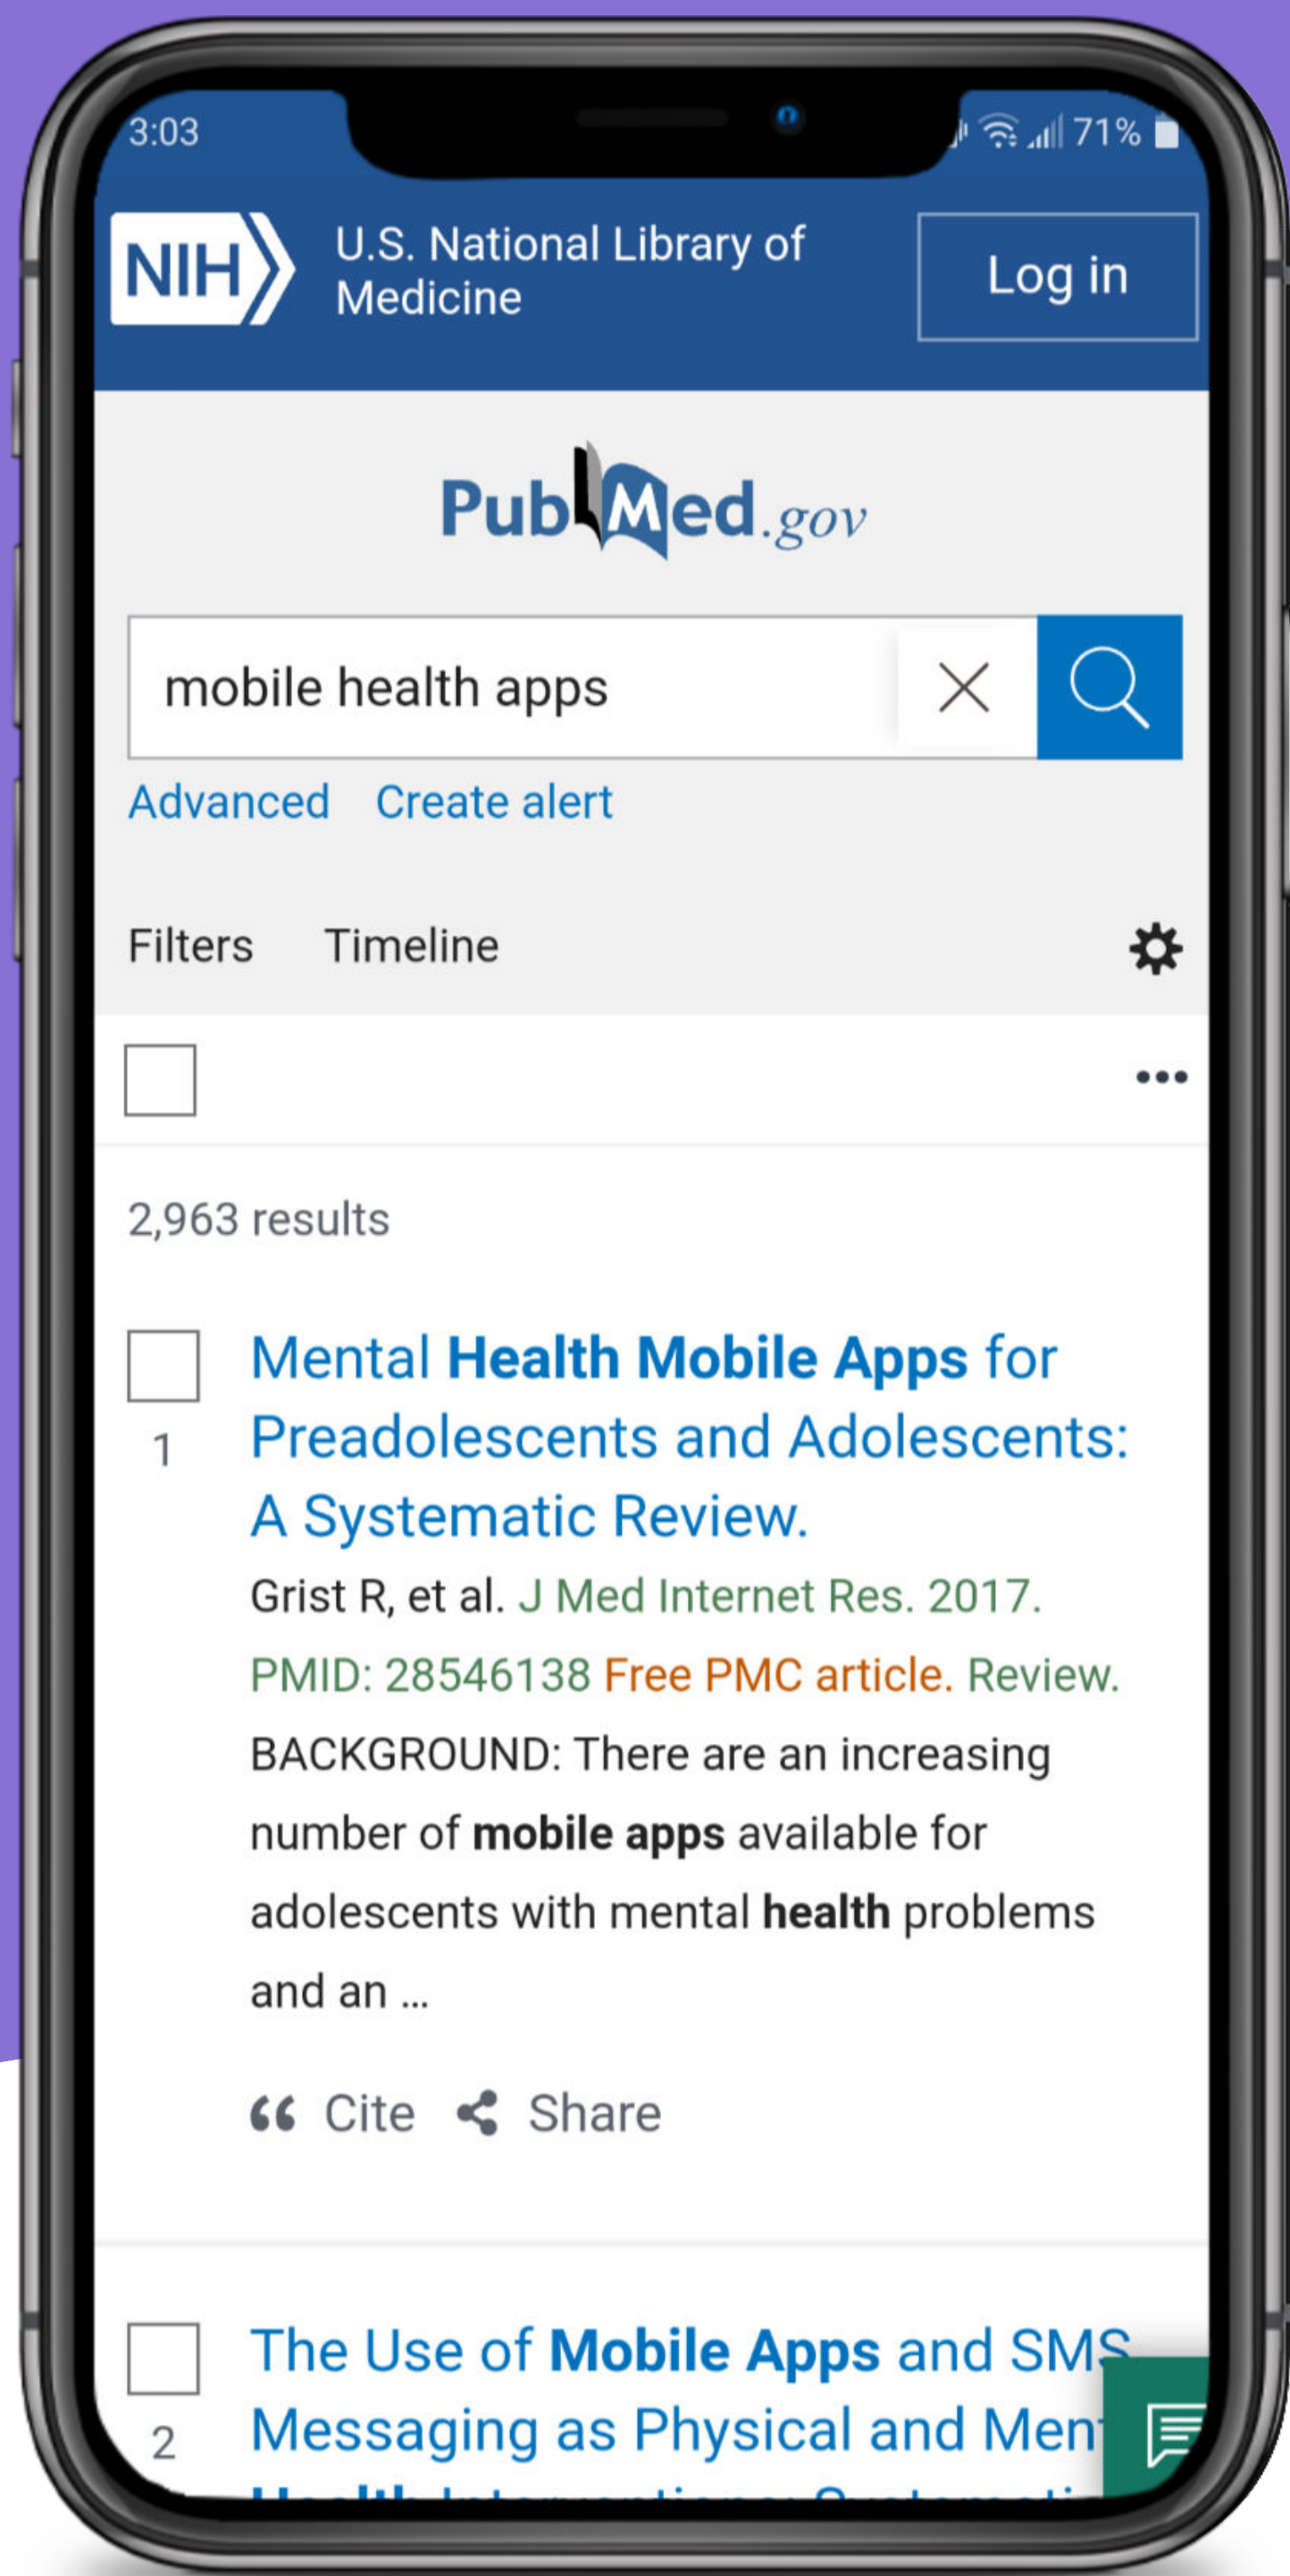 3:03 71%
NIH U.S. National Library of
Medicine
Log in
PubMed.gov
mobile health apps
Advanced Create alert
Filters Timeline
2,963 results
Mental Health Mobile Apps for
1 Preadolescents and Adolescents:
A Systematic Review.
Grist R, et al. J Med Internet Res. 2017.
PMID: 28546138 Free PMC article. Review.
BACKGROUND: There are an increasing
number of mobile apps available for
adolescents with mental health problems
and an ...
Cite Share
The Use of Mobile Apps and SMS
2 Messaging as Physical and Ment
Health